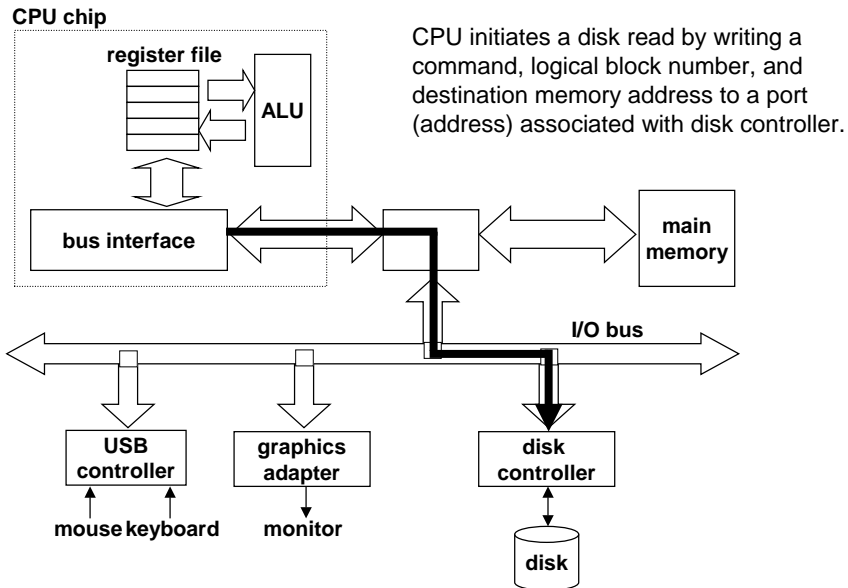 CPU chip
register file
ALU
CPU initiates a disk read by writing a
command, logical block number, and
destination memory address to a port
(address) associated with disk controller.
bus interface
main
memory
I/O bus
USB
controller
graphics
adapter
disk
controller
mouse keyboard
monitor
disk